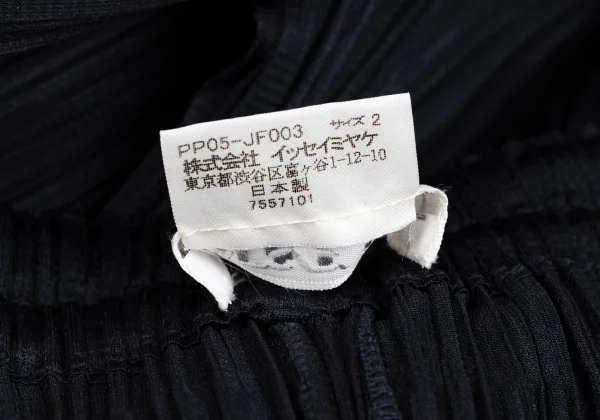 PP05-JF003 サイズ 2
株式会社 イッセイミヤケ
東京都渋谷区富ヶ谷1-12-10
日本製
7557101